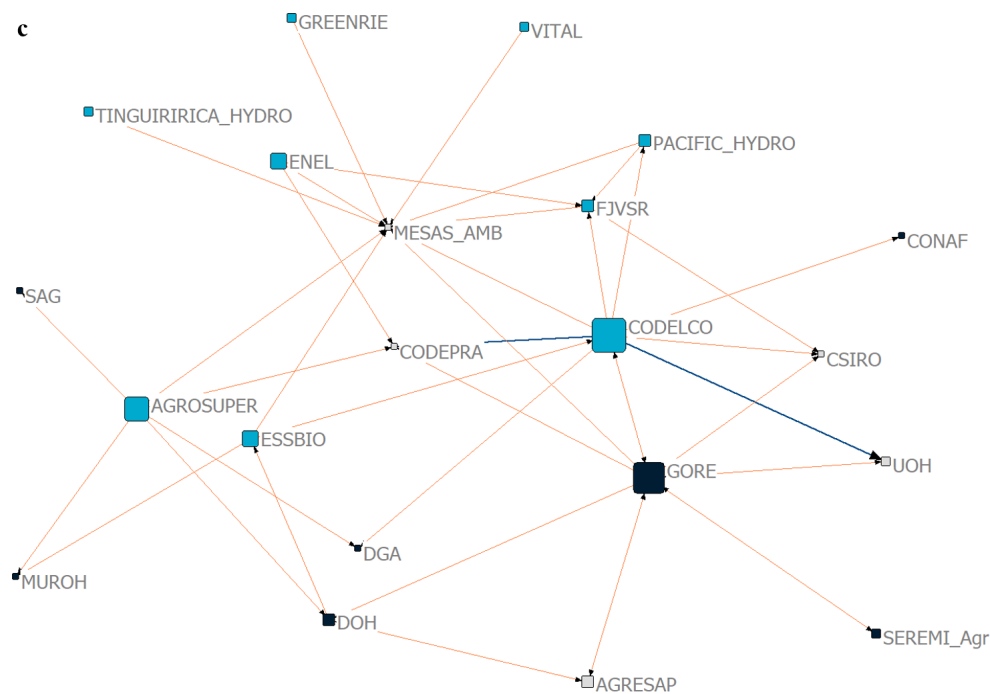 c
GREENRIE
VITAL
TINGUIRIRICA_HYDRO
PACIFIC_HYDRO
ENEL
FJVSR
MESAS_AMB
CONAF
SAG
CODELCO
CODEPRA
CSIRO
AGROSUPER
ESSBIO
GORE
UOH
DGA
MUROH
DOH
SEREMI_Agr
AGRESAP